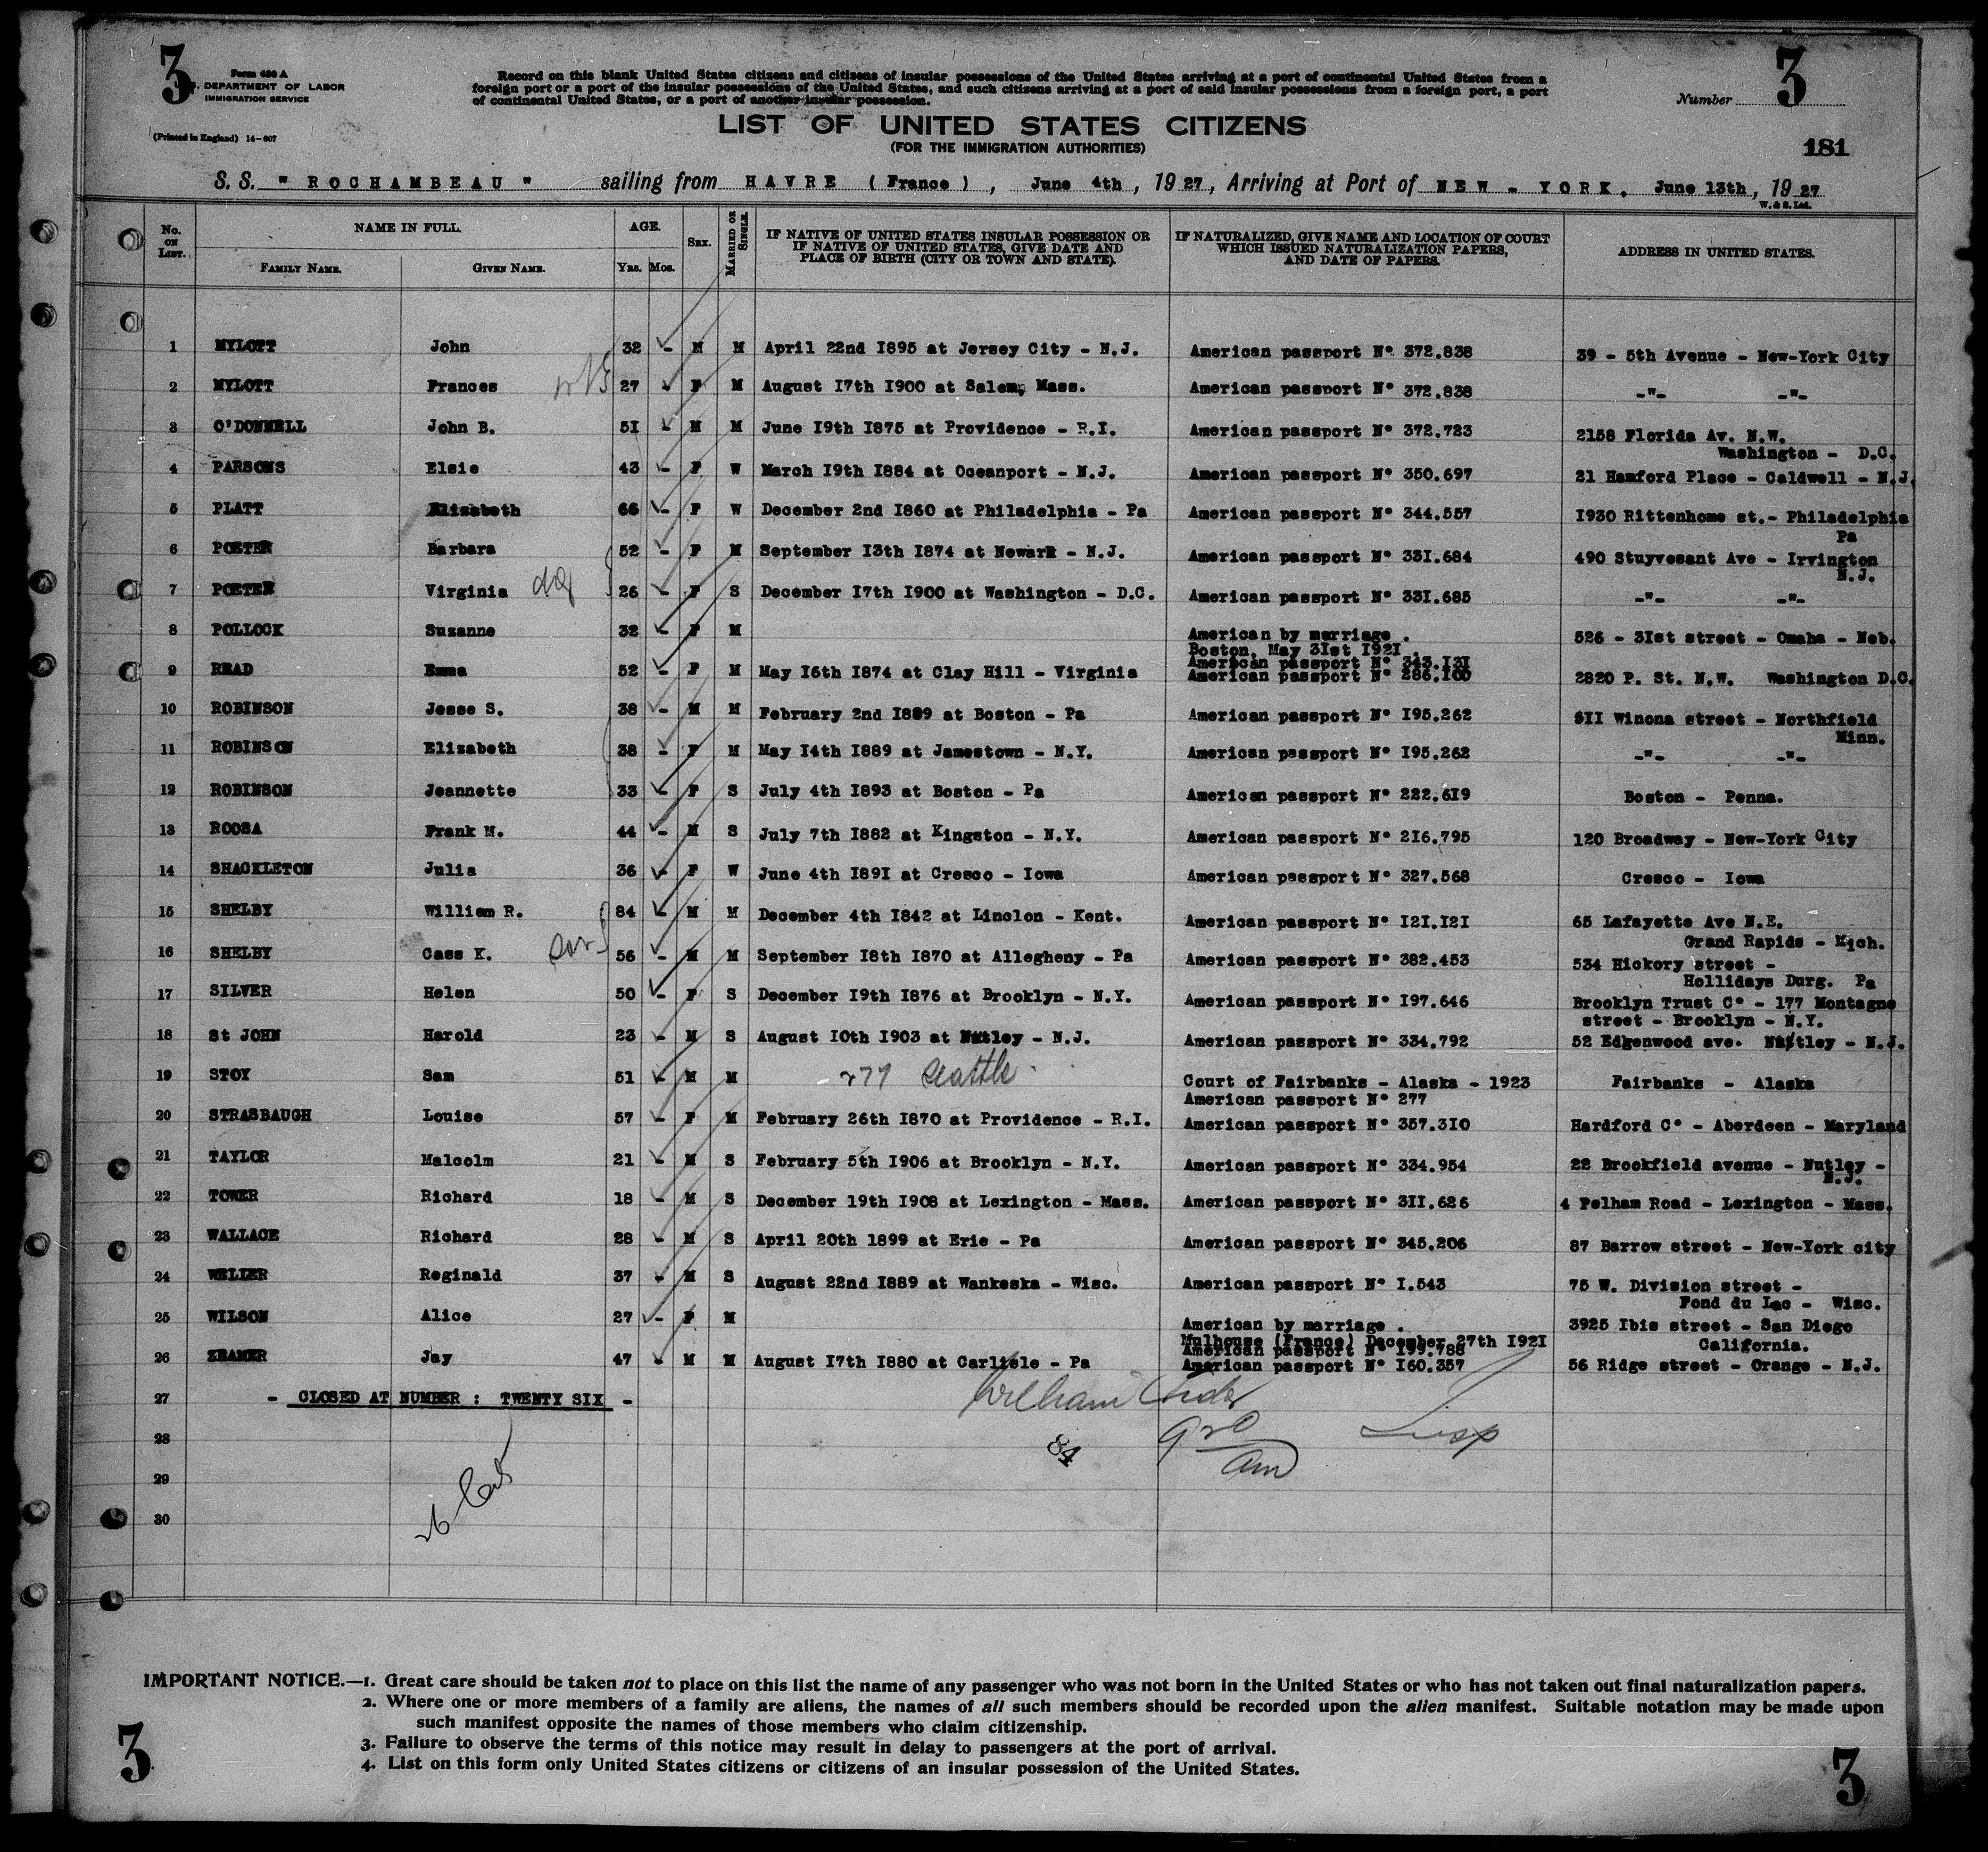 3
Form 630 A
DEPARTMENT OF LABOR
IMMIGRATION SERVICE
(Printed in England) 14-607
Record on this blank United States citizens and citizens of insular possessions of the United States arriving at a port of continental United States from a
foreign port or a port of the insular possessions of the United States, and such citizens arriving at a port of said insular possessions from a foreign port, a port
of continental United States, or a port of another insular possession.
LIST OF UNITED STATES CITIZENS
(FOR THE IMMIGRATION AUTHORITIES)
Number 3
181
S. S. " ROCHAMBEAU " sailing from HAVRE ( France ) , June 4th , 19 27 , Arriving at Port of NEW - YORK. June 13th , 19 27
W. & S. Ltd.
No. ON LIST. NAME IN FULL. AGE. SEX. MARRIED OR SINGLE. IF NATIVE OF UNITED STATES INSULAR POSSESSION OR IF NATIVE OF UNITED STATES, GIVE DATE AND PLACE OF BIRTH (CITY OR TOWN AND STATE). IF NATURALIZED, GIVE NAME AND LOCATION OF COURT WHICH ISSUED NATURALIZATION PAPERS, AND DATE OF PAPERS. ADDRESS IN UNITED STATES.
FAMILY NAME. GIVEN NAME. YRS. MOS.
1 MYLOTT John 32 - M M April 22nd 1895 at Jersey City - N.J. American passport N° 372.838 39 - 5th Avenue - New-York City
2 MYLOTT Frances 27 - F M August 17th 1900 at Salem, Mass. American passport N° 372.838 -"- -"-
3 O'DONNELL John B. 51 - M M June 19th 1875 at Providence - R.I. American passport N° 372.723 2158 Florida Av. N.W.
Washington - D.C.
4 PARSONS Elsie 43 - F W March 19th 1884 at Oceanport - N.J. American passport N° 350.697 21 Hamford Place - Caldwell - N.J.
5 PLATT Elizabeth 66 - F W December 2nd 1860 at Philadelphia - Pa American passport N° 344.557 1930 Rittenhome st.- Philadelphia
Pa
6 POETER Barbara 52 - F M September 13th 1874 at Newark - N.J. American passport N° 331.684 490 Stuyvesant Ave - Irvington
N.J.
7 POETER Virginia 26 - F S December 17th 1900 at Washington - D.C. American passport N° 331.685 -"- -"-
8 POLLOCK Suzanne 32 - F M American by marriage . 526 - 31st street - Omaha - Neb.
Boston, May 31st 1921 .
American passport N° 343.131
9 READ Emma 52 - F M May 16th 1874 at Clay Hill - Virginia American passport N° 286.100 2820 P. St. N.W. Washington D.C.
10 ROBINSON Jesse S. 38 - M M February 2nd 1889 at Boston - Pa American passport N° 195.262 811 Winona street - Northfield
Minn.
11 ROBINSON Elizabeth 38 - F M May 14th 1889 at Jamestown - N.Y. American passport N° 195.262 -"- -"-
12 ROBINSON Jeannette 33 - F S July 4th 1893 at Boston - Pa American passport N° 222.619 Boston - Penna.
13 ROOSA Frank M. 44 - M S July 7th 1882 at Kingston - N.Y. American passport N° 216.795 120 Broadway - New-York City
14 SHACKLETON Julia 36 - F W June 4th 1891 at Cresco - Iowa American passport N° 327.568 Cresco - Iowa
15 SHELBY William R. 84 - M M December 4th 1842 at Linclon - Kent. American passport N° 121.121 65 Lafayette Ave N.E.
Grand Rapids - Mich.
16 SHELBY Cass K. son 56 - M M September 18th 1870 at Allegheny - Pa American passport N° 382.453 534 Hickory street -
Hollidays Durg. Pa
17 SILVER Helen 50 - F S December 19th 1876 at Brooklyn - N.Y. American passport N° 197.646 Brooklyn Trust C° - 177 Montagne
street - Brooklyn - N.Y.
18 St JOHN Harold 23 - M S August 10th 1903 at Nutley - N.J. American passport N° 334.792 52 Edgenwood ave. Nutley - N.J.
19 STOY Sam 51 - M M 277 Seattle Court of Fairbanks - Alaska - 1923 Fairbanks - Alaska
American passport N° 277
20 STRASBAUGH Louise 57 - F M February 26th 1870 at Providence - R.I. American passport N° 357.310 Hardford C° - Aberdeen - Maryland
21 TAYLOR Malcolm 21 - M S February 5th 1906 at Brooklyn - N.Y. American passport N° 334.954 22 Brookfield avenue - Nutley -
N.J.
22 TOWER Richard 18 - M S December 19th 1908 at Lexington - Mass. American passport N° 311.626 4 Pelham Road - Lexington - Mass.
23 WALLACE Richard 28 - M S April 20th 1899 at Erie - Pa American passport N° 345.206 87 Barrow street - New-York city
24 WELLER Reginald 37 - M S August 22nd 1889 at Wankeska - Wisc. American passport N° 1.543 75 W. Division street -
Fond du Lac - Wisc.
25 WILSON Alice 27 - F M American by marriage . 3925 Ibis street - San Diego
Mulhouse (France) December 27th 1921 California.
American passport N° 199.788
26 ZEAMER Jay 47 - M M August 17th 1880 at Carlisle - Pa American passport N° 160.357 56 Ridge street - Orange - N.J.
27 - CLOSED AT NUMBER : TWENTY SIX -
William
Insp
28
84
29
30
IMPORTANT NOTICE.—1. Great care should be taken not to place on this list the name of any passenger who was not born in the United States or who has not taken out final naturalization papers.
2. Where one or more members of a family are aliens, the names of all such members should be recorded upon the alien manifest. Suitable notation may be made upon
such manifest opposite the names of those members who claim citizenship.
3. Failure to observe the terms of this notice may result in delay to passengers at the port of arrival.
4. List on this form only United States citizens or citizens of an insular possession of the United States.
3
3